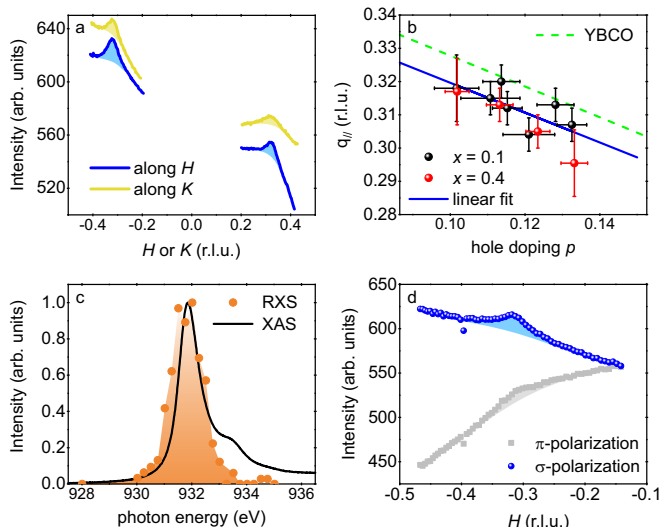 a
Intensity (arb. units)
640
600
560
520
along H
along K
-0.4 -0.2 0.0 0.2 0.4
H or K (r.l.u.)
b
YBCO
q// (r.l.u.)
0.33
0.32
0.31
0.30
0.29
0.28
x = 0.1
x = 0.4
linear fit
0.10 0.12 0.14
hole doping p
c
RXS
XAS
Intensity (arb. units)
1.0
0.8
0.6
0.4
0.2
0.0
928 930 932 934 936
photon energy (eV)
d
Intensity (arb. units)
650
600
550
500
450
π-polarization
σ-polarization
-0.5 -0.4 -0.3 -0.2 -0.1
H (r.l.u.)